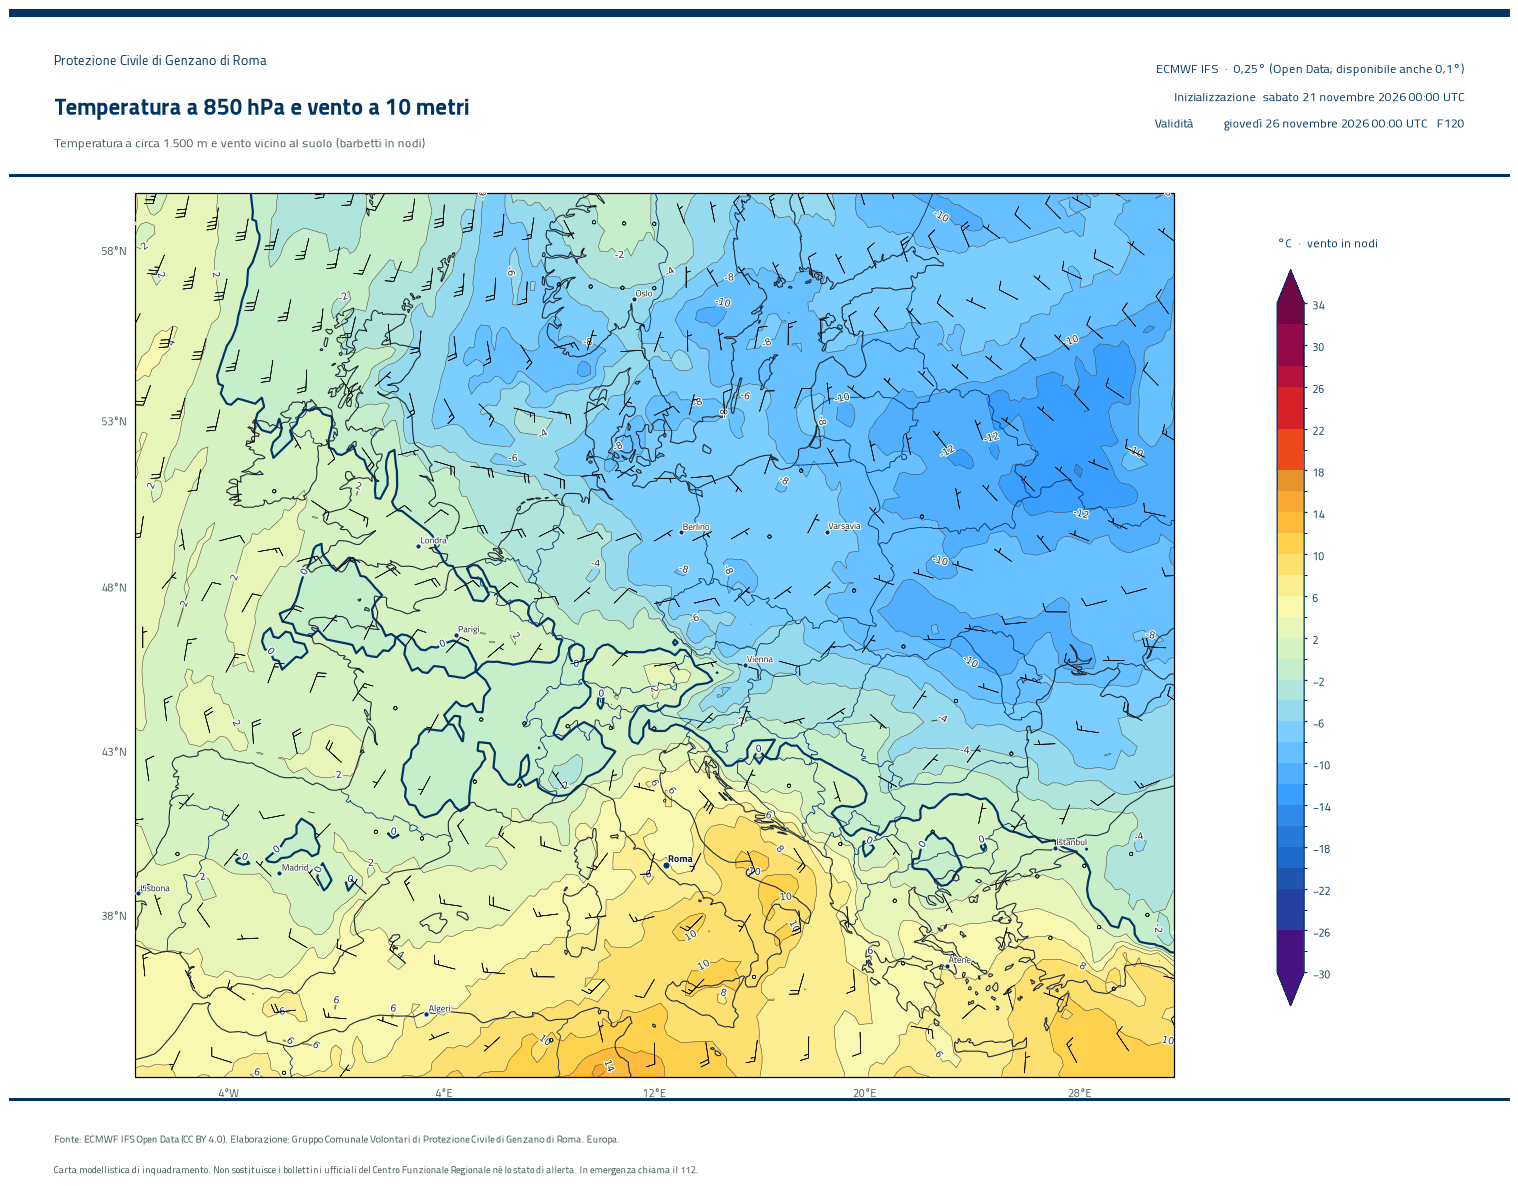 Protezione Civile di Genzano di Roma
Temperatura a 850 hPa e vento a 10 metri
Temperatura a circa 1.500 m e vento vicino al suolo (barbetti in nodi)
ECMWF IFS · 0,25° (Open Data; disponibile anche 0,1°)
Inizializzazione sabato 21 novembre 2026 00:00 UTC
Validità giovedì 26 novembre 2026 00:00 UTC F120
°C · vento in nodi
34
30
26
22
18
14
10
6
2
−2
−6
−10
−14
−18
−22
−26
−30
58°N
53°N
48°N
43°N
38°N
4°W
4°E
12°E
20°E
28°E
Oslo
Berlino
Varsavia
Londra
Parigi
Vienna
Madrid
Lisbona
Roma
Istanbul
Atene
Algeri
Fonte: ECMWF IFS Open Data (CC BY 4.0). Elaborazione: Gruppo Comunale Volontari di Protezione Civile di Genzano di Roma. Europa.
Carta modellistica di inquadramento. Non sostituisce i bollettini ufficiali del Centro Funzionale Regionale né lo stato di allerta. In emergenza chiama il 112.